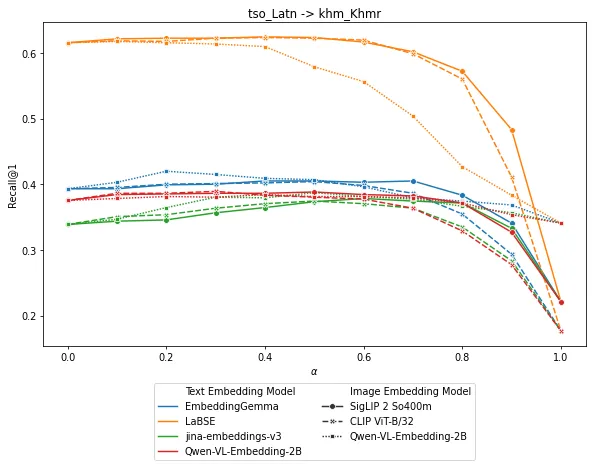 tso_Latn -> khm_Khmr
Recall@1
0.6
0.5
0.4
0.3
0.2
0.0 0.2 0.4 0.6 0.8 1.0
α
Text Embedding Model Image Embedding Model
EmbeddingGemma SigLIP 2 So400m
LaBSE CLIP ViT-B/32
jina-embeddings-v3 Qwen-VL-Embedding-2B
Qwen-VL-Embedding-2B